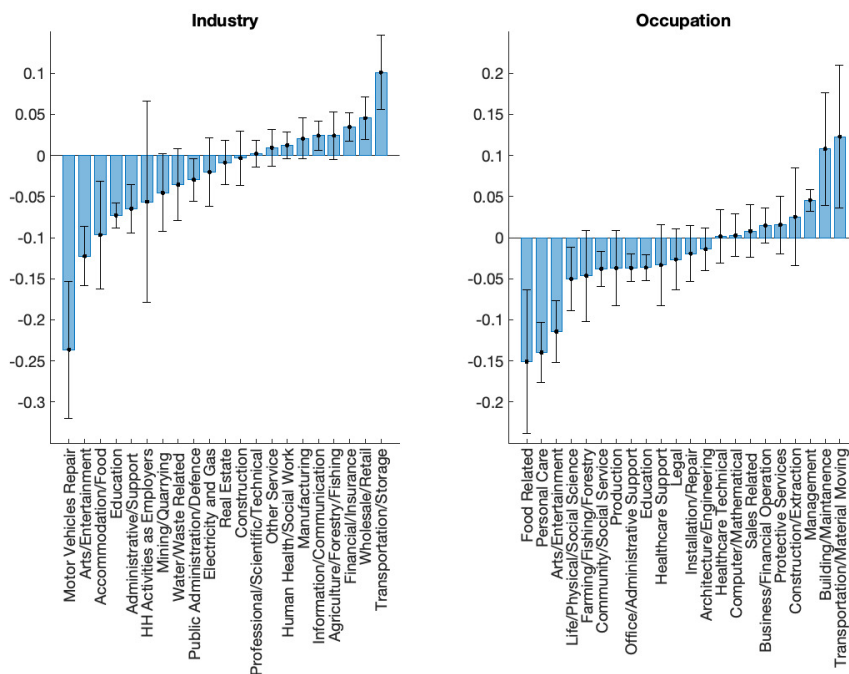 Industry
0.1
0.05
0
-0.05
-0.1
-0.15
-0.2
-0.25
-0.3
Motor Vehicles Repair
Arts/Entertainment
Accommodation/Food
Education
Administrative/Support
HH Activities as Employers
Mining/Quarrying
Water/Waste Related
Public Administration/Defence
Electricity and Gas
Real Estate
Construction
Professional/Scientific/Technical
Other Service
Human Health/Social Work
Manufacturing
Information/Communication
Agriculture/Forestry/Fishing
Financial/Insurance
Wholesale/Retail
Transportation/Storage
Occupation
0.2
0.15
0.1
0.05
0
-0.05
-0.1
-0.15
-0.2
Food Related
Personal Care
Arts/Entertainment
Life/Physical/Social Science
Farming/Fishing/Forestry
Community/Social Service
Production
Office/Administrative Support
Education
Healthcare Support
Legal
Installation/Repair
Architecture/Engineering
Healthcare Technical
Computer/Mathematical
Sales Related
Business/Financial Operation
Protective Services
Construction/Extraction
Management
Building/Maintanence
Transportation/Material Moving